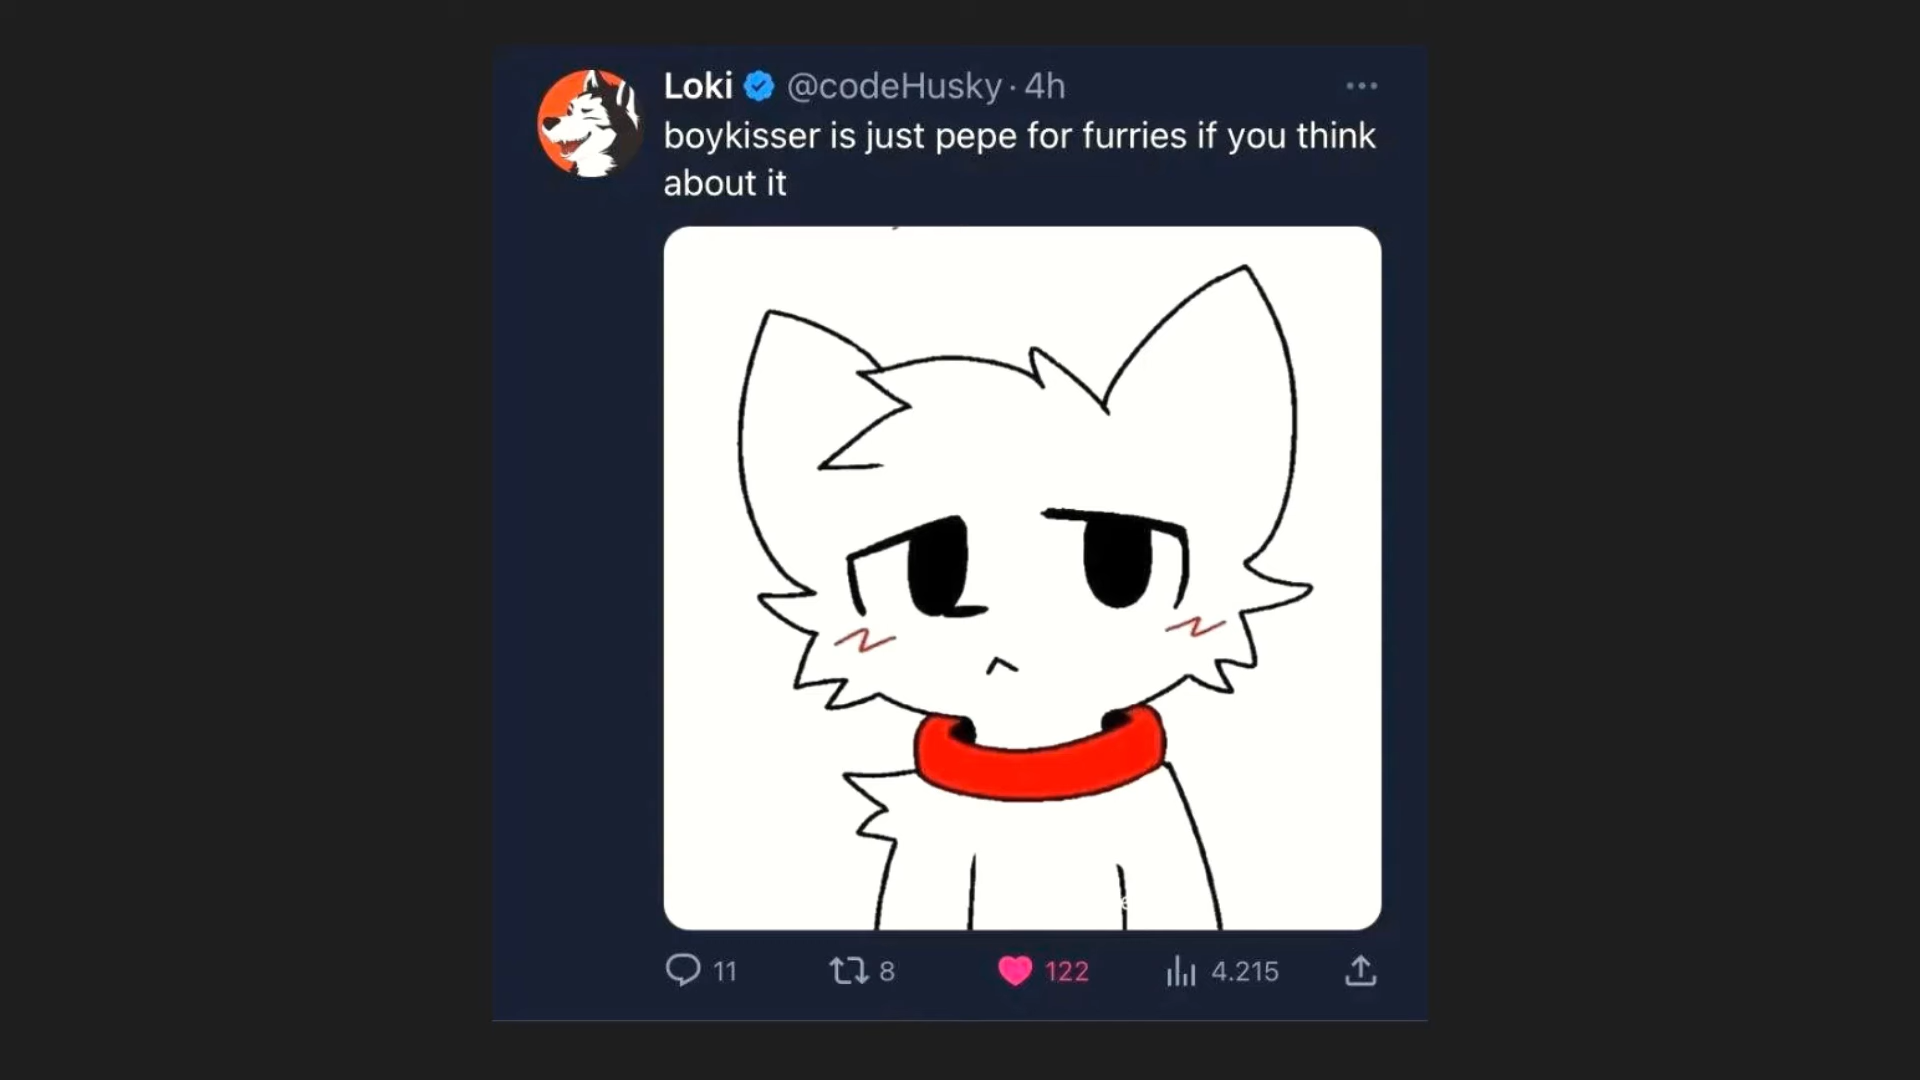 Loki @codeHusky · 4h
boykisser is just pepe for furries if you think
about it
11 8 122 4.215